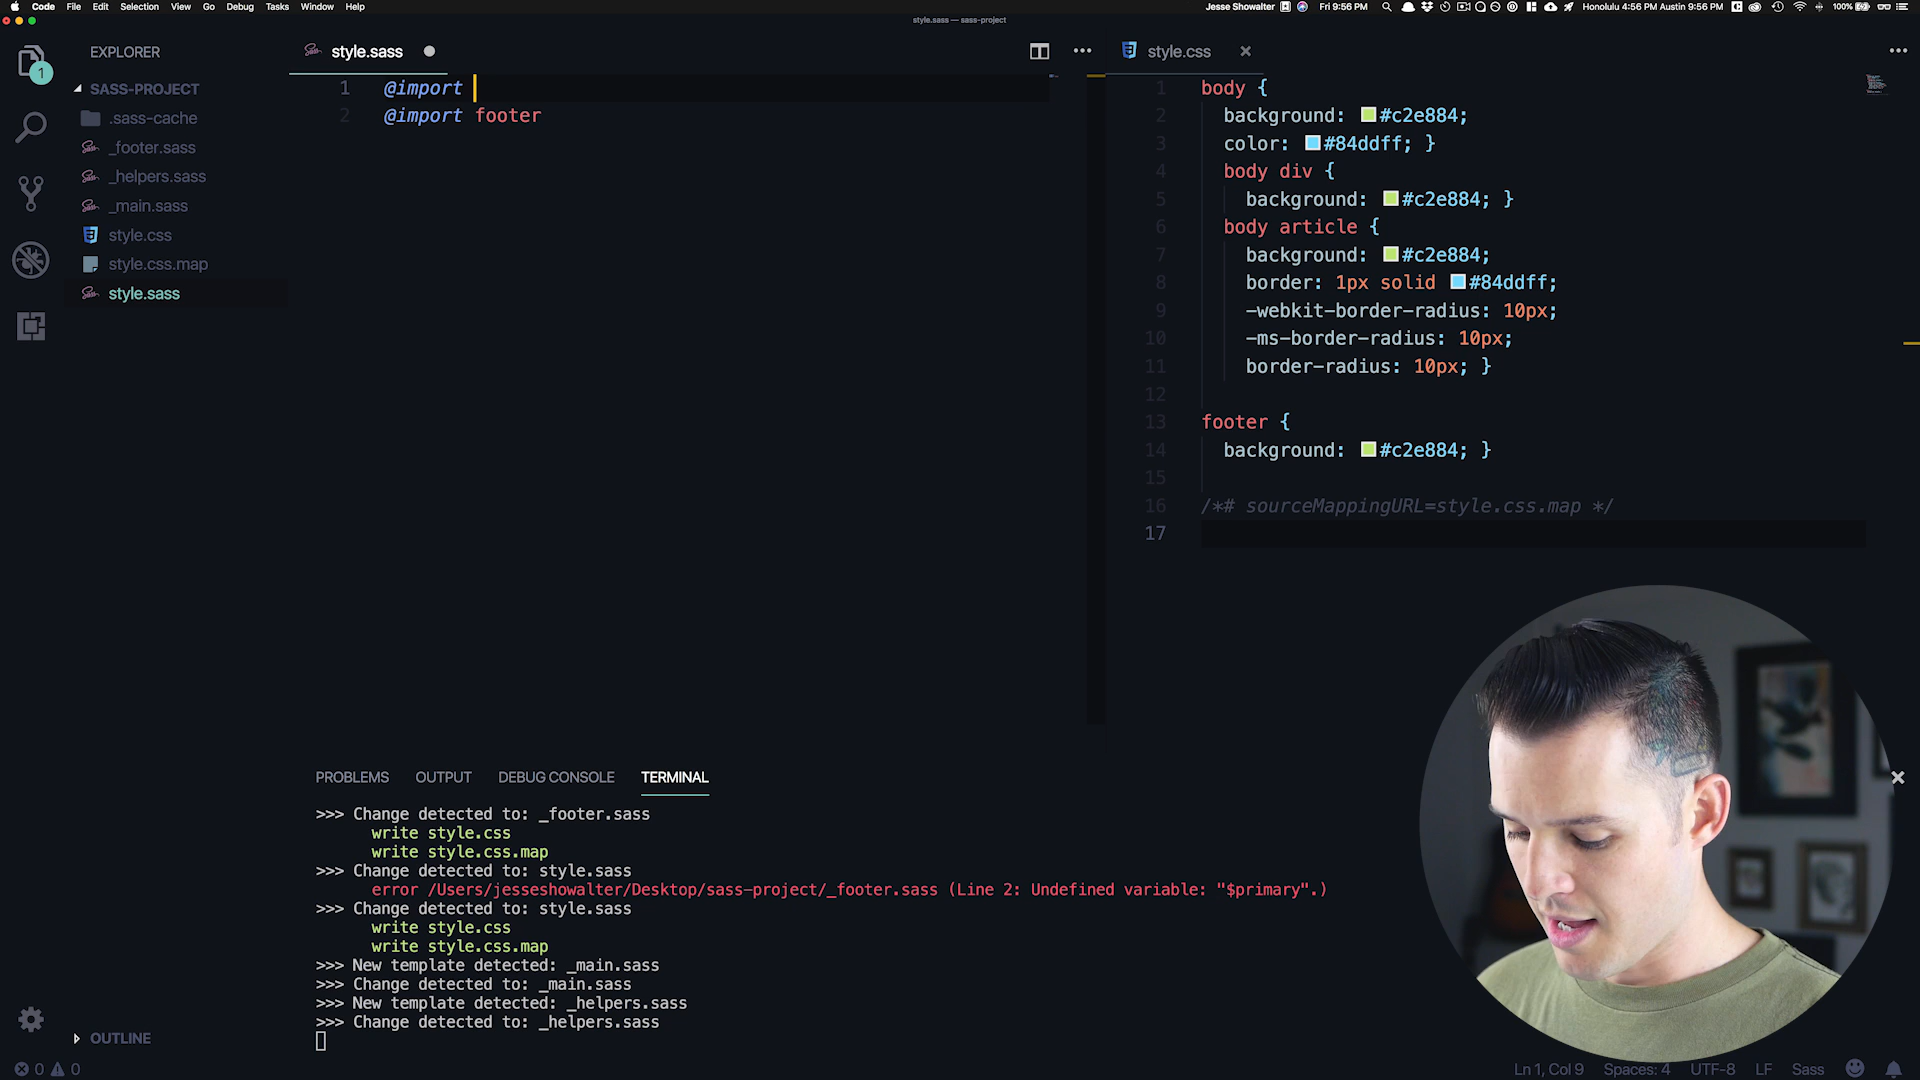 Code File Edit Selection View Go Debug Tasks Window Help
Jesse Showalter Fri 9:56 PM Honolulu 4:56 PM Austin 9:56 PM 100%
style.sass — sass-project
EXPLORER
1
SASS-PROJECT
.sass-cache
_footer.sass
_helpers.sass
_main.sass
style.css
style.css.map
style.sass
OUTLINE
style.sass
1 @import
2 @import footer
style.css
1 body {
2 background: #c2e884;
3 color: #84ddff; }
4 body div {
5 background: #c2e884; }
6 body article {
7 background: #c2e884;
8 border: 1px solid #84ddff;
9 -webkit-border-radius: 10px;
10 -ms-border-radius: 10px;
11 border-radius: 10px; }
12
13 footer {
14 background: #c2e884; }
15
16 /*# sourceMappingURL=style.css.map */
17
PROBLEMS OUTPUT DEBUG CONSOLE TERMINAL
>>> Change detected to: _footer.sass
write style.css
write style.css.map
>>> Change detected to: style.sass
error /Users/jesseshowalter/Desktop/sass-project/_footer.sass (Line 2: Undefined variable: "$primary".)
>>> Change detected to: style.sass
write style.css
write style.css.map
>>> New template detected: _main.sass
>>> Change detected to: _main.sass
>>> New template detected: _helpers.sass
>>> Change detected to: _helpers.sass
0 0
Ln 1, Col 9 Spaces: 4 UTF-8 LF Sass